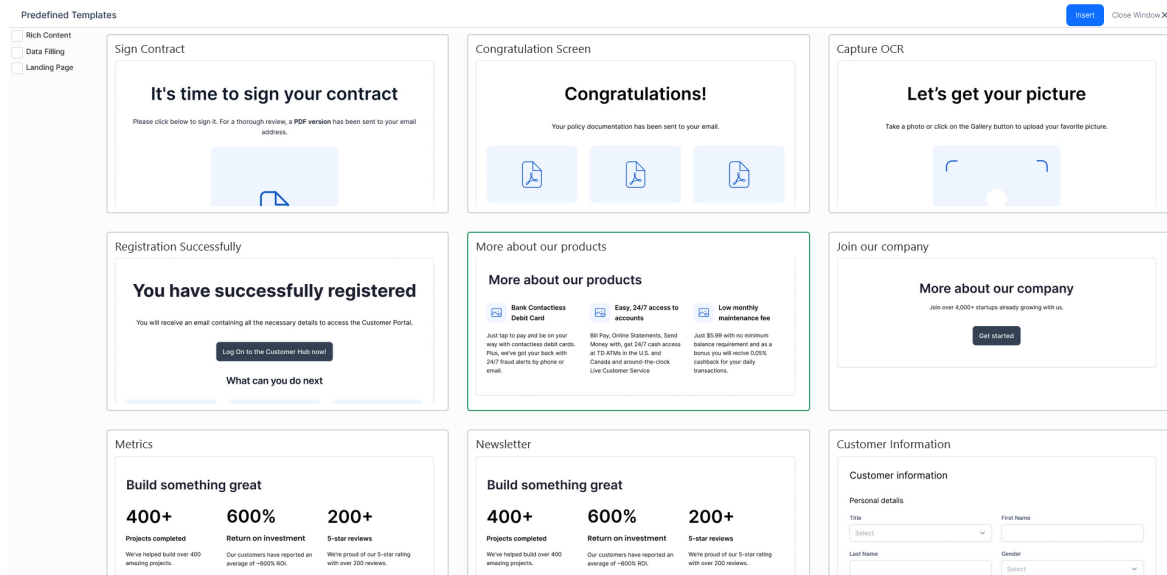 Predefined Templates
Insert
Close Window X
Rich Content
Data Filling
Landing Page
Sign Contract
It's time to sign your contract
Please click below to sign it. For a thorough review, a PDF version has been sent to your email
address.
Congratulation Screen
Congratulations!
Your policy documentation has been sent to your email.
Capture OCR
Let's get your picture
Take a photo or click on the Gallery button to upload your favorite picture.
Registration Successfully
You have successfully registered
You will receive an email containing all the necessary details to access the Customer Portal.
Log On to the Customer Hub now!
What can you do next
More about our products
More about our products
Bank Contactless
Debit Card
Just tap to pay and be on your
way with contactless debit cards.
Plus, we've got your back with
24/7 fraud alerts by phone or
email.
Easy, 24/7 access to
accounts
Bill Pay, Online Statements, Send
Money with, get 24/7 cash access
at TD ATMs in the U.S. and
Canada and around-the-clock
Live Customer Service
Low monthly
maintenance fee
Just $5.99 with no minimum
balance requirement and as a
bonus you will recive 0.05%
cashback for your daily
transactions.
Join our company
More about our company
Join over 4,000+ startups already growing with us.
Get started
Metrics
Build something great
400+
Projects completed
We've helped build over 400
amazing projects.
600%
Return on investment
Our customers have reported an
average of ~600% ROI.
200+
5-star reviews
We're proud of our 5-star rating
with over 200 reviews.
Newsletter
Build something great
400+
Projects completed
We've helped build over 400
amazing projects.
600%
Return on investment
Our customers have reported an
average of ~600% ROI.
200+
5-star reviews
We're proud of our 5-star rating
with over 200 reviews.
Customer Information
Customer information
Personal details
Title
Select
First Name
Last Name
Gender
Select